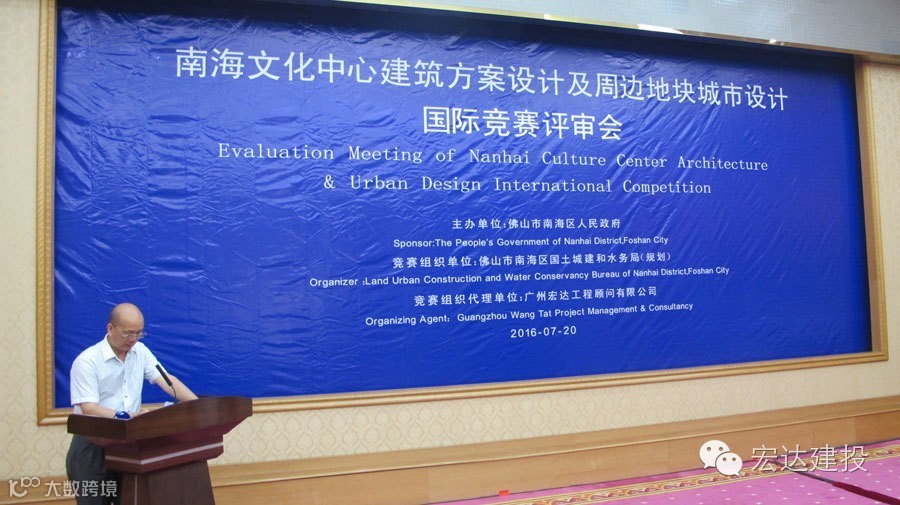 南海文化中心建筑方案设计及周边地块城市设计
国际竞赛评审会
Evaluation Meeting of Nanhai Culture Center Architecture
& Urban Design International Competition
主办单位:佛山市南海区人民政府
Sponsor:The People's Government of Nanhai District,Foshan City
竞赛组织单位:佛山市南海区国土城建和水务局(规划)
Organizer :Land Urban Construction and Water Conservancy Bureau of Nanhai District,Foshan City
竞赛组织代理单位:广州宏达工程顾问有限公司
Organizing Agent: Guangzhou Wang Tat Project Management & Consultancy
2016-07-20
宏达建投
大数跨境